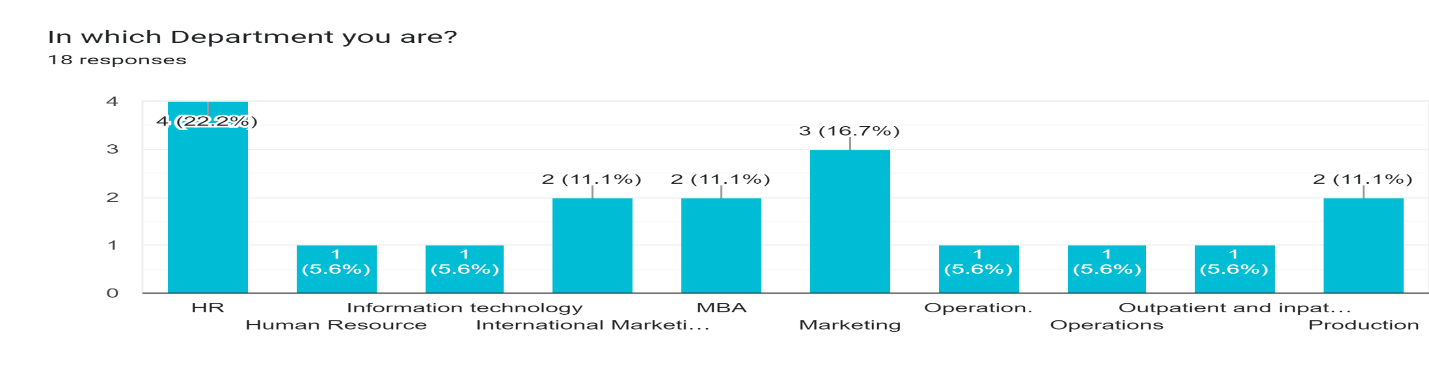 In which Department you are?
18 responses
4
3
2
1
0
4 (22.2%)
1
(5.6%)
1
(5.6%)
2 (11.1%)
2 (11.1%)
3 (16.7%)
1
(5.6%)
1
(5.6%)
1
(5.6%)
2 (11.1%)
HR
Human Resource
Information technology
International Marketi…
MBA
Marketing
Operation.
Operations
Outpatient and inpat…
Production